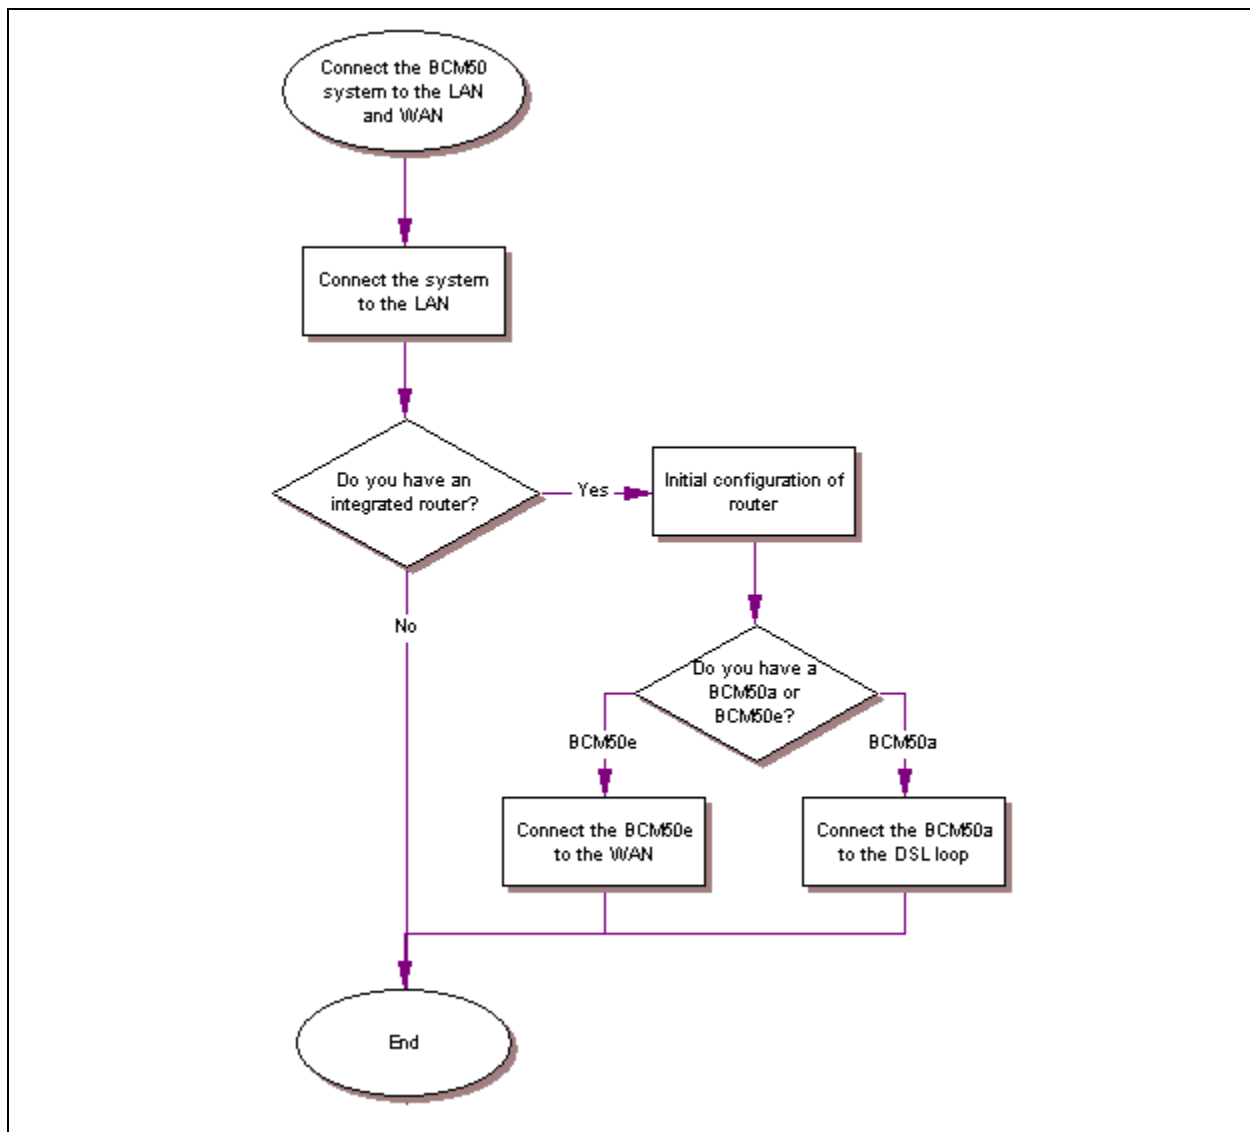 Connect the BCM50
system to the LAN
and WAN
Connect the system
to the LAN
Do you have an
integrated router?
Yes
Initial configuration of
router
No
Do you have a
BCM50a or
BCM50e?
BCM50e
BCM50a
Connect the BCM50e
to the WAN
Connect the BCM50a
to the DSL loop
End